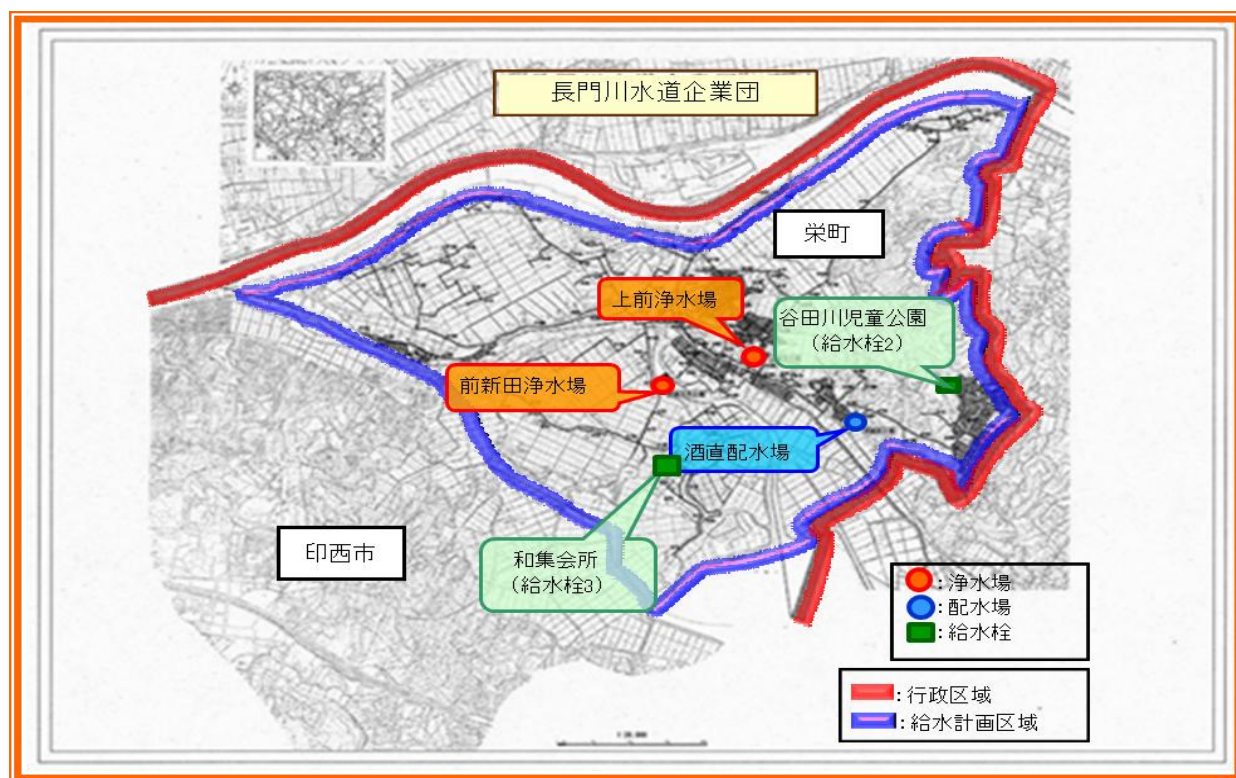 長門川水道企業団
栄町
上前浄水場
谷田川児童公園
（給水栓2）
前新田浄水場
酒直配水場
印西市
和集会所
（給水栓3）
：浄水場
：配水場
：給水栓
：行政区域
：給水計画区域